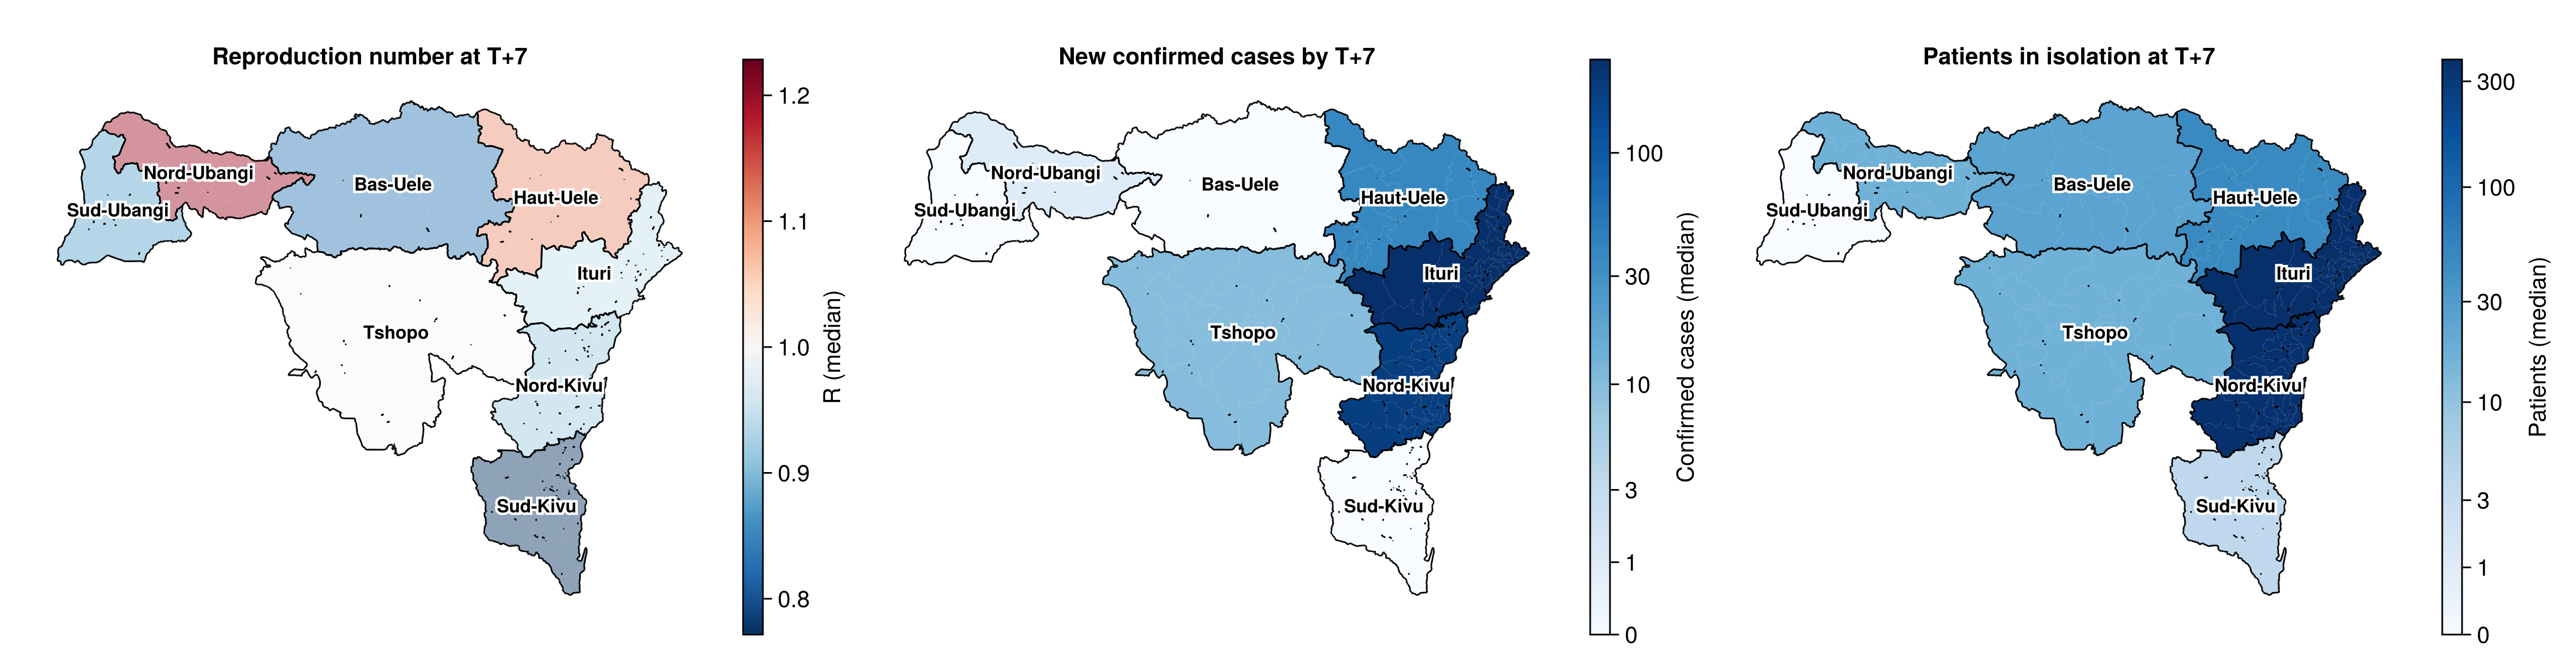 Reproduction number at T+7
Nord-Ubangi
Bas-Uele
Haut-Uele
Sud-Ubangi
Ituri
Tshopo
Nord-Kivu
Sud-Kivu
1.2
1.1
1.0
0.9
0.8
R (median)
New confirmed cases by T+7
Nord-Ubangi
Bas-Uele
Haut-Uele
Sud-Ubangi
Ituri
Tshopo
Nord-Kivu
Sud-Kivu
100
30
10
3
1
0
Confirmed cases (median)
Patients in isolation at T+7
Nord-Ubangi
Bas-Uele
Haut-Uele
Sud-Ubangi
Ituri
Tshopo
Nord-Kivu
Sud-Kivu
300
100
30
10
3
1
0
Patients (median)